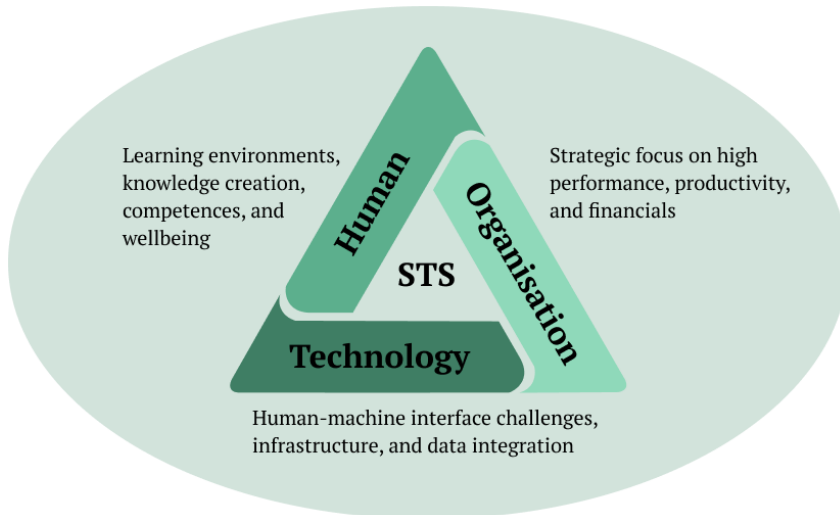 Learning environments,
knowledge creation,
competences, and
wellbeing
Human
Strategic focus on high
performance, productivity,
and financials
Organisation
STS
Technology
Human-machine interface challenges,
infrastructure, and data integration